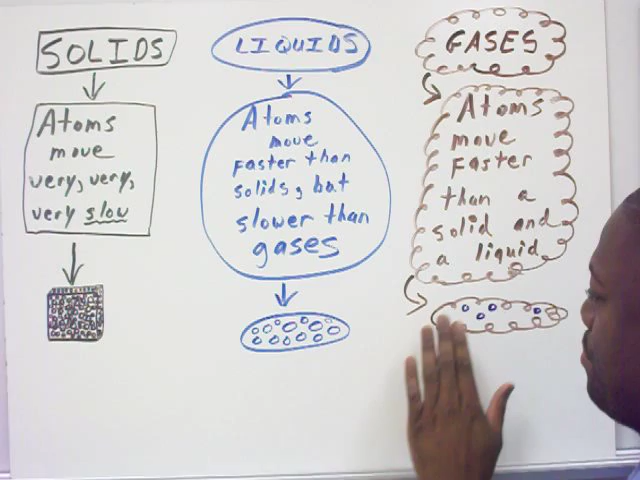 SOLIDS
Atoms
move
very, very,
very slow
LIQUIDS
Atoms
move
faster than
solids, but
slower than
gases
GASES
Atoms
move
Faster
than a
solid and
a liquid